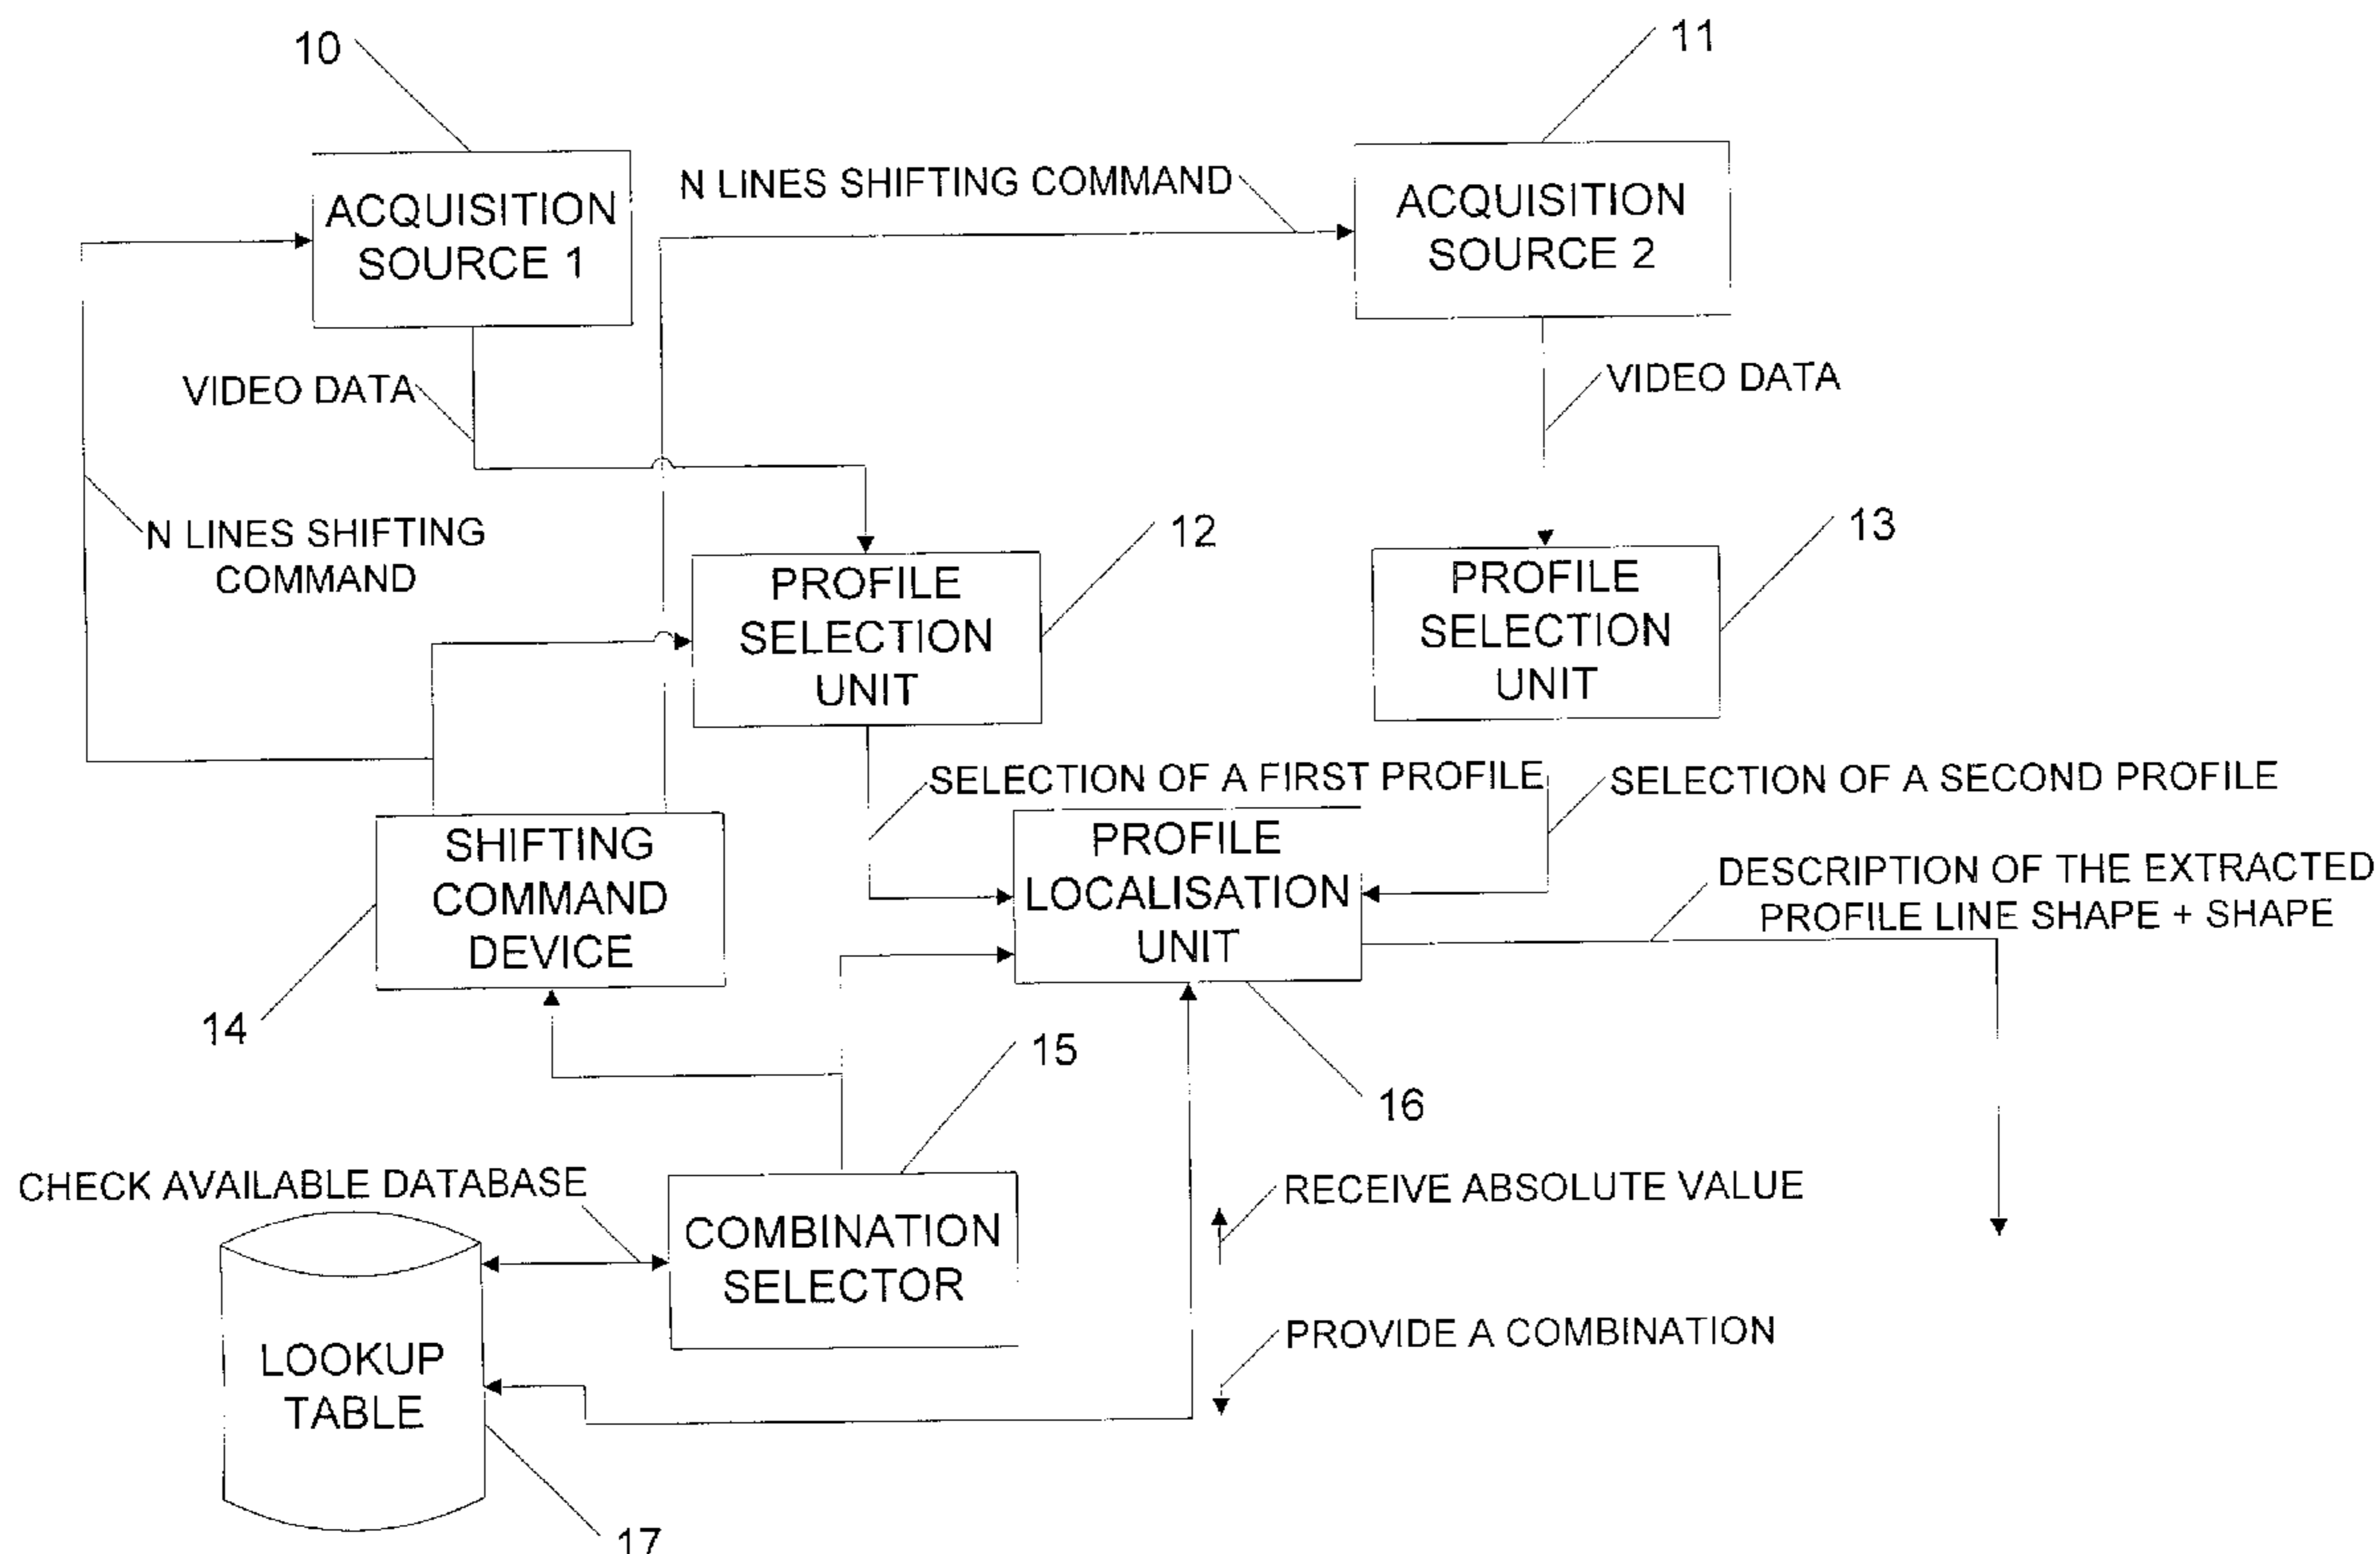 10
11
N LINES SHIFTING COMMAND
ACQUISITION
SOURCE 1
ACQUISITION
SOURCE 2
VIDEO DATA
VIDEO DATA
N LINES SHIFTING
COMMAND
12
13
PROFILE
SELECTION
UNIT
PROFILE
SELECTION
UNIT
SELECTION OF A FIRST PROFILE
SELECTION OF A SECOND PROFILE
SHIFTING
COMMAND
DEVICE
PROFILE
LOCALISATION
UNIT
DESCRIPTION OF THE EXTRACTED
PROFILE LINE SHAPE + SHAPE
14
15
16
CHECK AVAILABLE DATABASE
RECEIVE ABSOLUTE VALUE
COMBINATION
SELECTOR
PROVIDE A COMBINATION
LOOKUP
TABLE
17